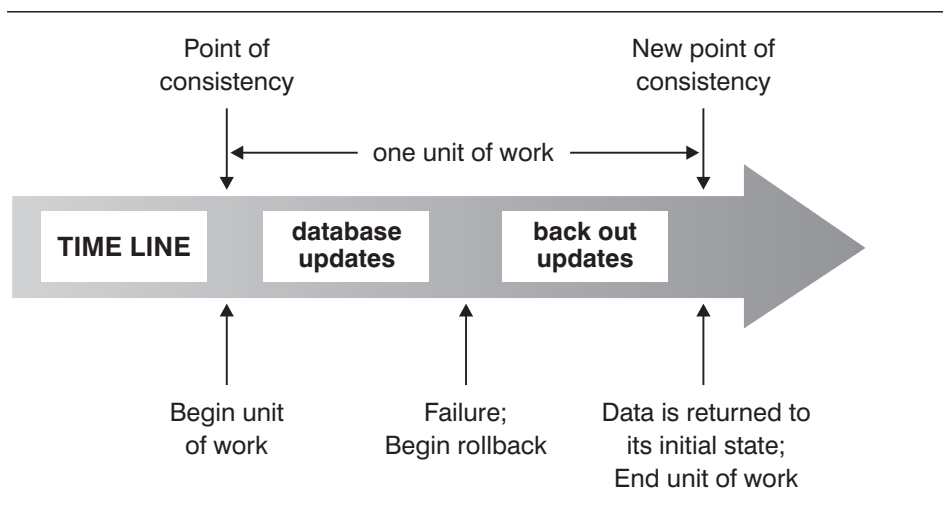 Point of
consistency
New point of
consistency
one unit of work
TIME LINE
database
updates
back out
updates
Begin unit
of work
Failure;
Begin rollback
Data is returned to
its initial state;
End unit of work